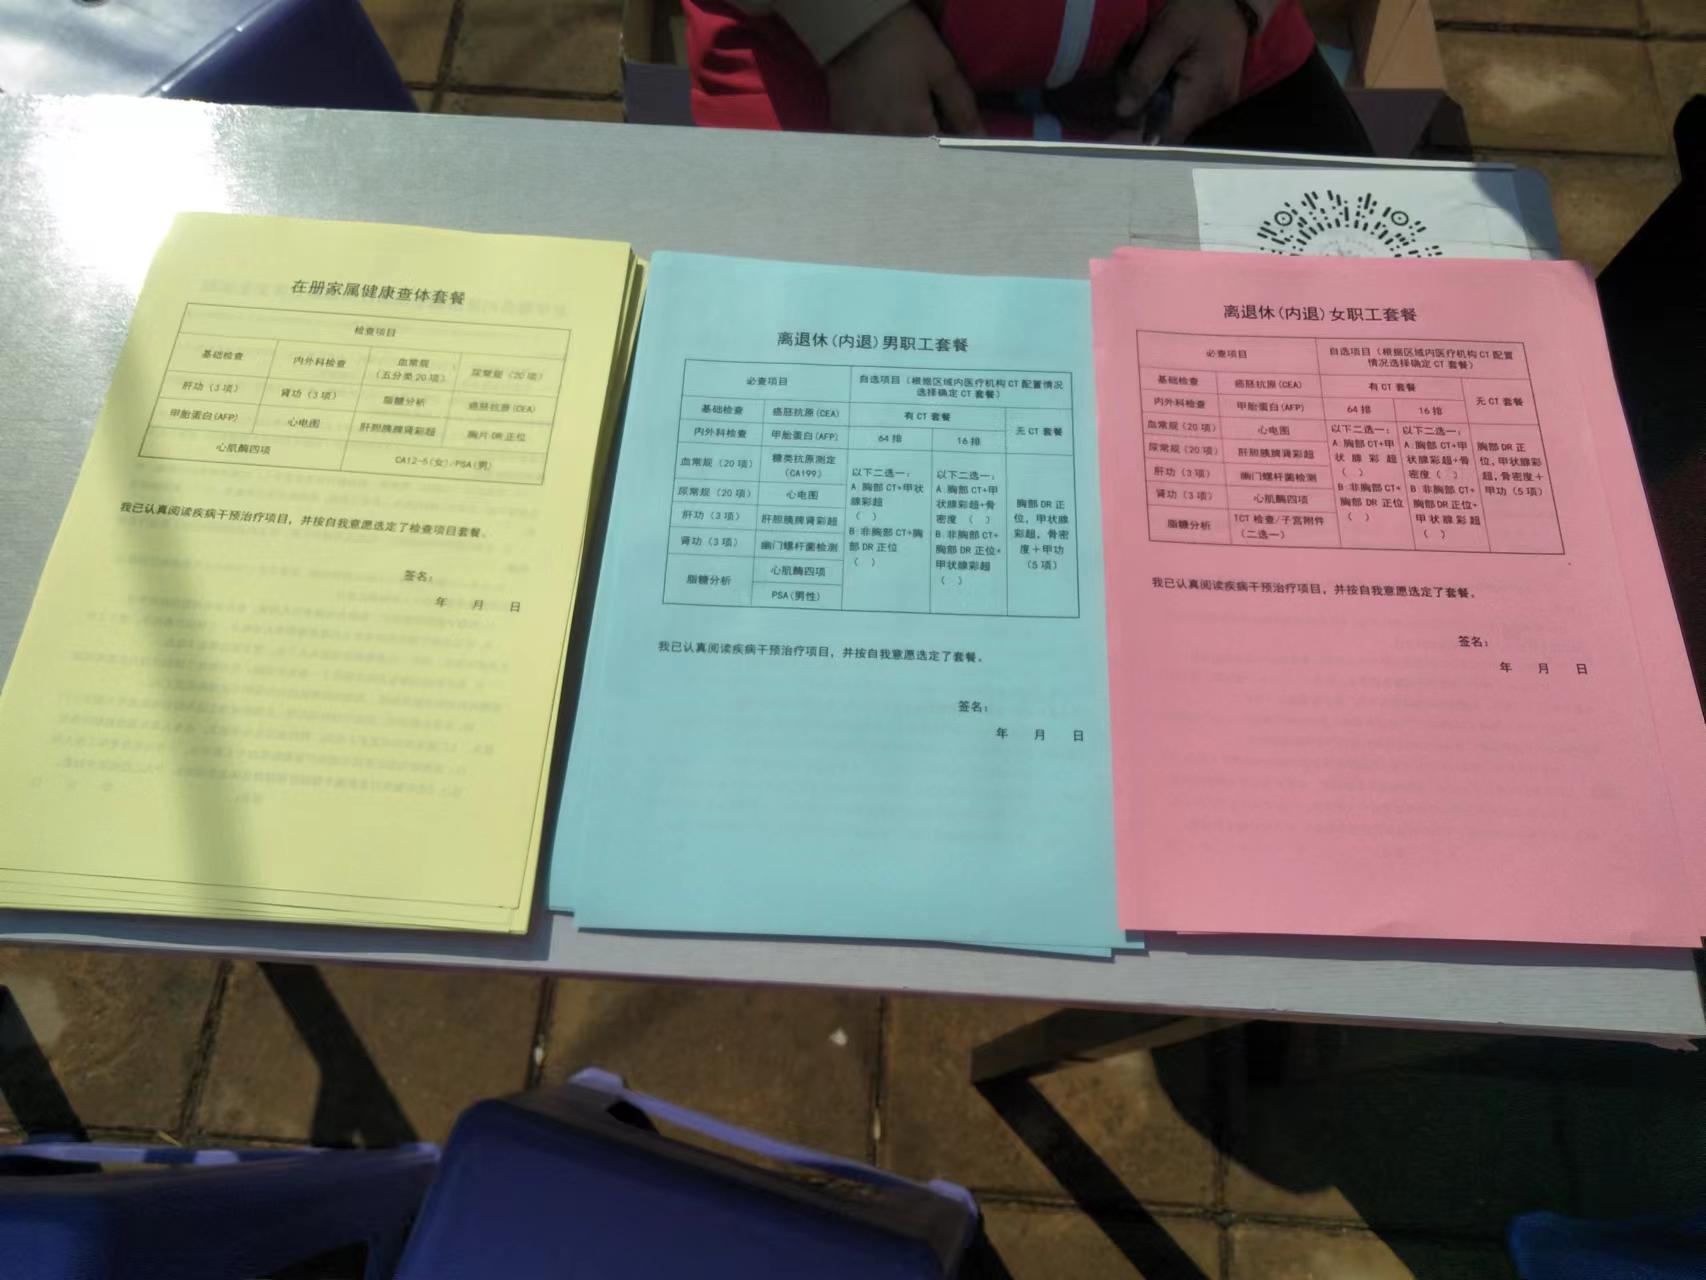 在册家属健康查体套餐
检查项目
基础检查 内外科检查 血常规 尿常规（20项）
（五分类20项）
肝功（3项） 肾功（3项） 脂糖分析 癌胚抗原(CEA)
甲胎蛋白(AFP) 心电图 肝胆胰脾肾彩超 胸片DR正位
心肌酶四项 CA12-5(女)/PSA(男)
我已认真阅读疾病干预治疗项目，并按自我意愿选定了检查项目套餐。
签名：
年 月 日
离退休(内退)男职工套餐
必查项目 自选项目（根据区域内医疗机构CT配置情况
选择确定CT套餐）
基础检查 癌胚抗原(CEA) 有CT套餐 无CT套餐
内外科检查 甲胎蛋白(AFP) 64排 16排
血常规（20项） 糖类抗原测定
(CA199)
尿常规（20项） 心电图
肝功（3项） 肝胆胰脾肾彩超
肾功（3项） 幽门螺杆菌检测
脂糖分析 心肌酶四项
PSA(男性)
以下二选一：
A:胸部CT+甲状
腺彩超
（ ）
B:非胸部CT+胸
部DR正位
（ ）
以下二选一：
A:胸部CT+甲
状腺彩超+骨
密度（ ）
B:非胸部CT+
胸部DR正位+
甲状腺彩超
（ ）
胸部DR正
位，甲状腺
彩超，骨密
度＋甲功
（5项）
我已认真阅读疾病干预治疗项目，并按自我意愿选定了套餐。
签名：
年 月 日
离退休(内退)女职工套餐
必查项目 自选项目（根据区域内医疗机构CT配置
情况选择确定CT套餐）
基础检查 癌胚抗原(CEA) 有CT套餐 无CT套餐
内外科检查 甲胎蛋白(AFP) 64排 16排
血常规（20项） 心电图
尿常规（20项） 肝胆胰脾肾彩超
肝功（3项） 幽门螺杆菌检测
肾功（3项） 心肌酶四项
脂糖分析 TCT检查/子宫附件
（二选一）
以下二选一：
A:胸部CT+甲
状腺彩超
（ ）
B:非胸部CT+
胸部DR正位
（ ）
以下二选一：
A:胸部CT+甲
状腺彩超+骨
密度（ ）
B:非胸部CT+
胸部DR正位+
甲状腺彩超
（ ）
胸部DR正
位，甲状腺彩
超，骨密度＋
甲功（5项）
我已认真阅读疾病干预治疗项目，并按自我意愿选定了套餐。
签名：
年 月 日